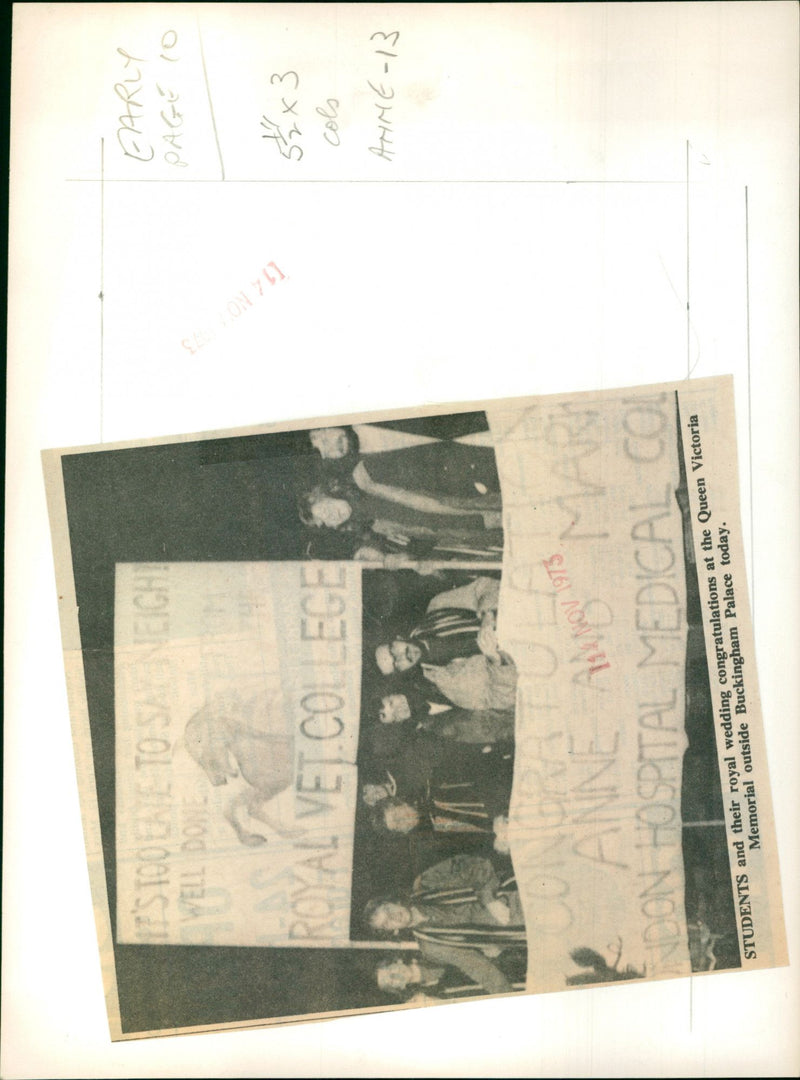 EARLY
PAGE 10
5½" X 3
cols
ANNE-13
14 NOV 1973
IT'S TOO LATE TO SAY NEIGH!
WELL DONE
ROYAL VET. COLLEGE
14 NOV 1973
ANNE AND MARK
LONDON HOSPITAL MEDICAL COL
STUDENTS and their royal wedding congratulations at the Queen Victoria
Memorial outside Buckingham Palace today.